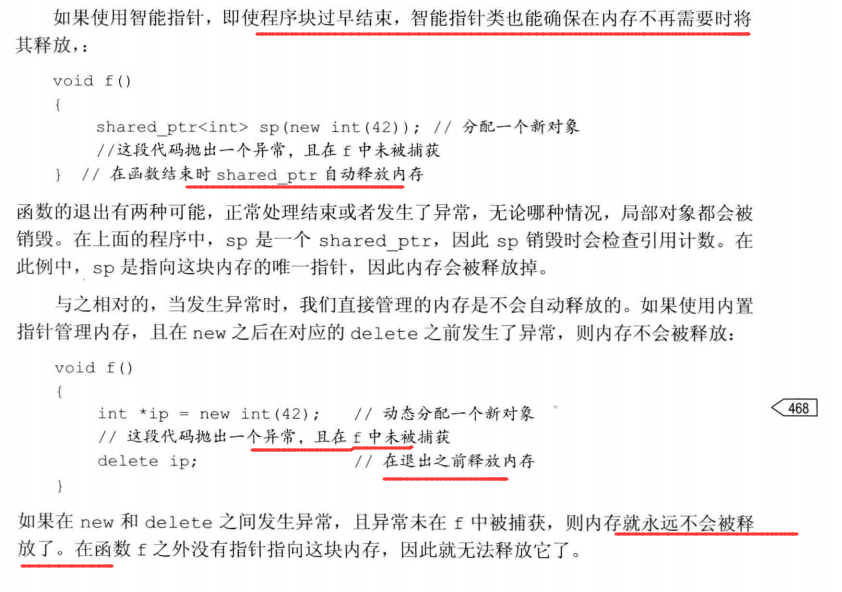 如果使用智能指针，即使程序块过早结束，智能指针类也能确保在内存不再需要时将
其释放，：
void f()
{
shared_ptr<int> sp(new int(42)); // 分配一个新对象
//这段代码抛出一个异常，且在 f 中未被捕获
} // 在函数结束时 shared_ptr 自动释放内存
函数的退出有两种可能，正常处理结束或者发生了异常，无论哪种情况，局部对象都会被
销毁。在上面的程序中，sp 是一个 shared_ptr，因此 sp 销毁时会检查引用计数。在
此例中，sp 是指向这块内存的唯一指针，因此内存会被释放掉。
与之相对的，当发生异常时，我们直接管理的内存是不会自动释放的。如果使用内置
指针管理内存，且在 new 之后在对应的 delete 之前发生了异常，则内存不会被释放：
void f()
{
int *ip = new int(42); // 动态分配一个新对象
// 这段代码抛出一个异常，且在 f 中未被捕获
delete ip; // 在退出之前释放内存
}
468
如果在 new 和 delete 之间发生异常，且异常未在 f 中被捕获，则内存就永远不会被释
放了。在函数 f 之外没有指针指向这块内存，因此就无法释放它了。